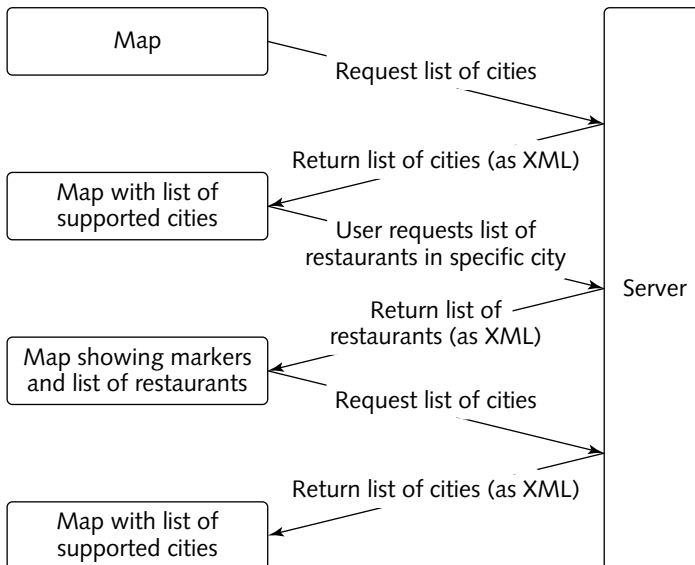 Map
Request list of cities
Return list of cities (as XML)
Map with list of
supported cities
User requests list of
restaurants in specific city
Server
Return list of
restaurants (as XML)
Map showing markers
and list of restaurants
Request list of cities
Return list of cities (as XML)
Map with list of
supported cities